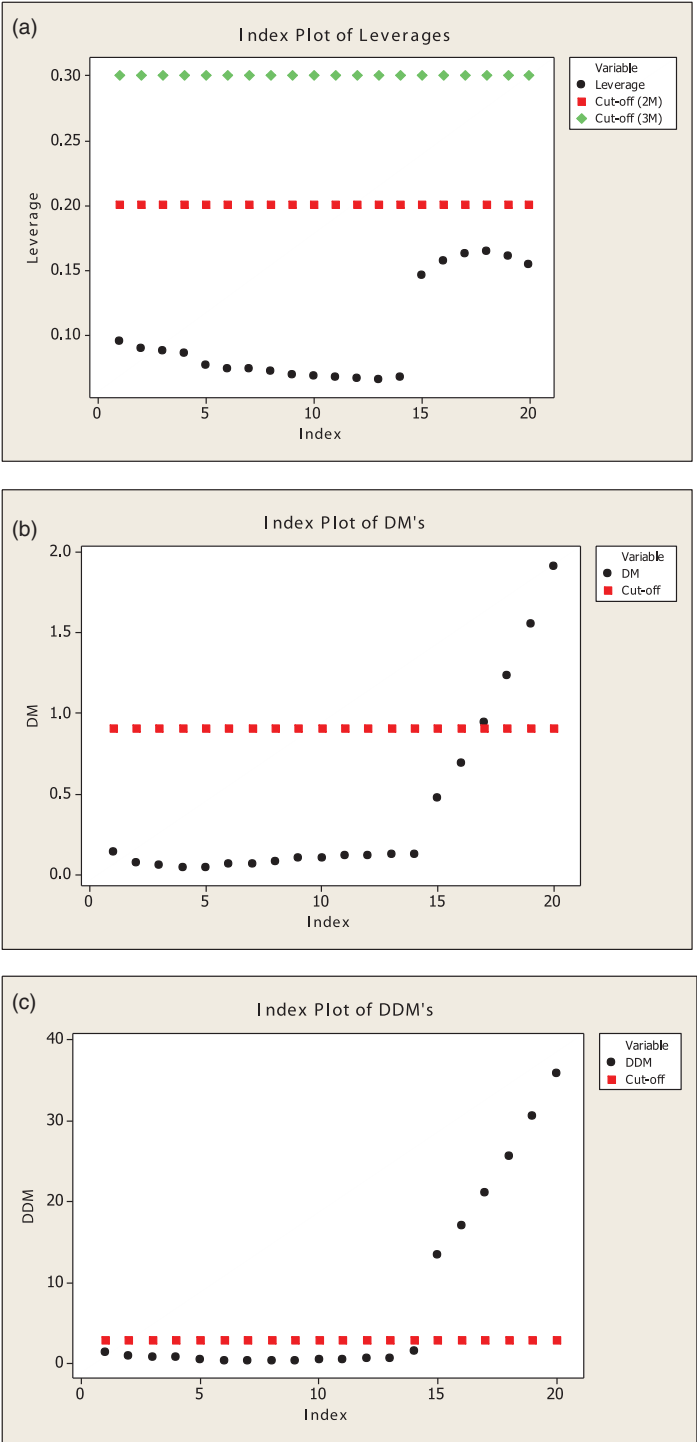 (a)
Index Plot of Leverages
Variable
Leverage
Cut-off (2M)
Cut-off (3M)
Leverage
0.30
0.25
0.20
0.15
0.10
0 5 10 15 20
Index
(b)
Index Plot of DM's
Variable
DM
Cut-off
DM
2.0
1.5
1.0
0.5
0.0
0 5 10 15 20
Index
(c)
Index Plot of DDM's
Variable
DDM
Cut-off
DDM
40
30
20
10
0
0 5 10 15 20
Index